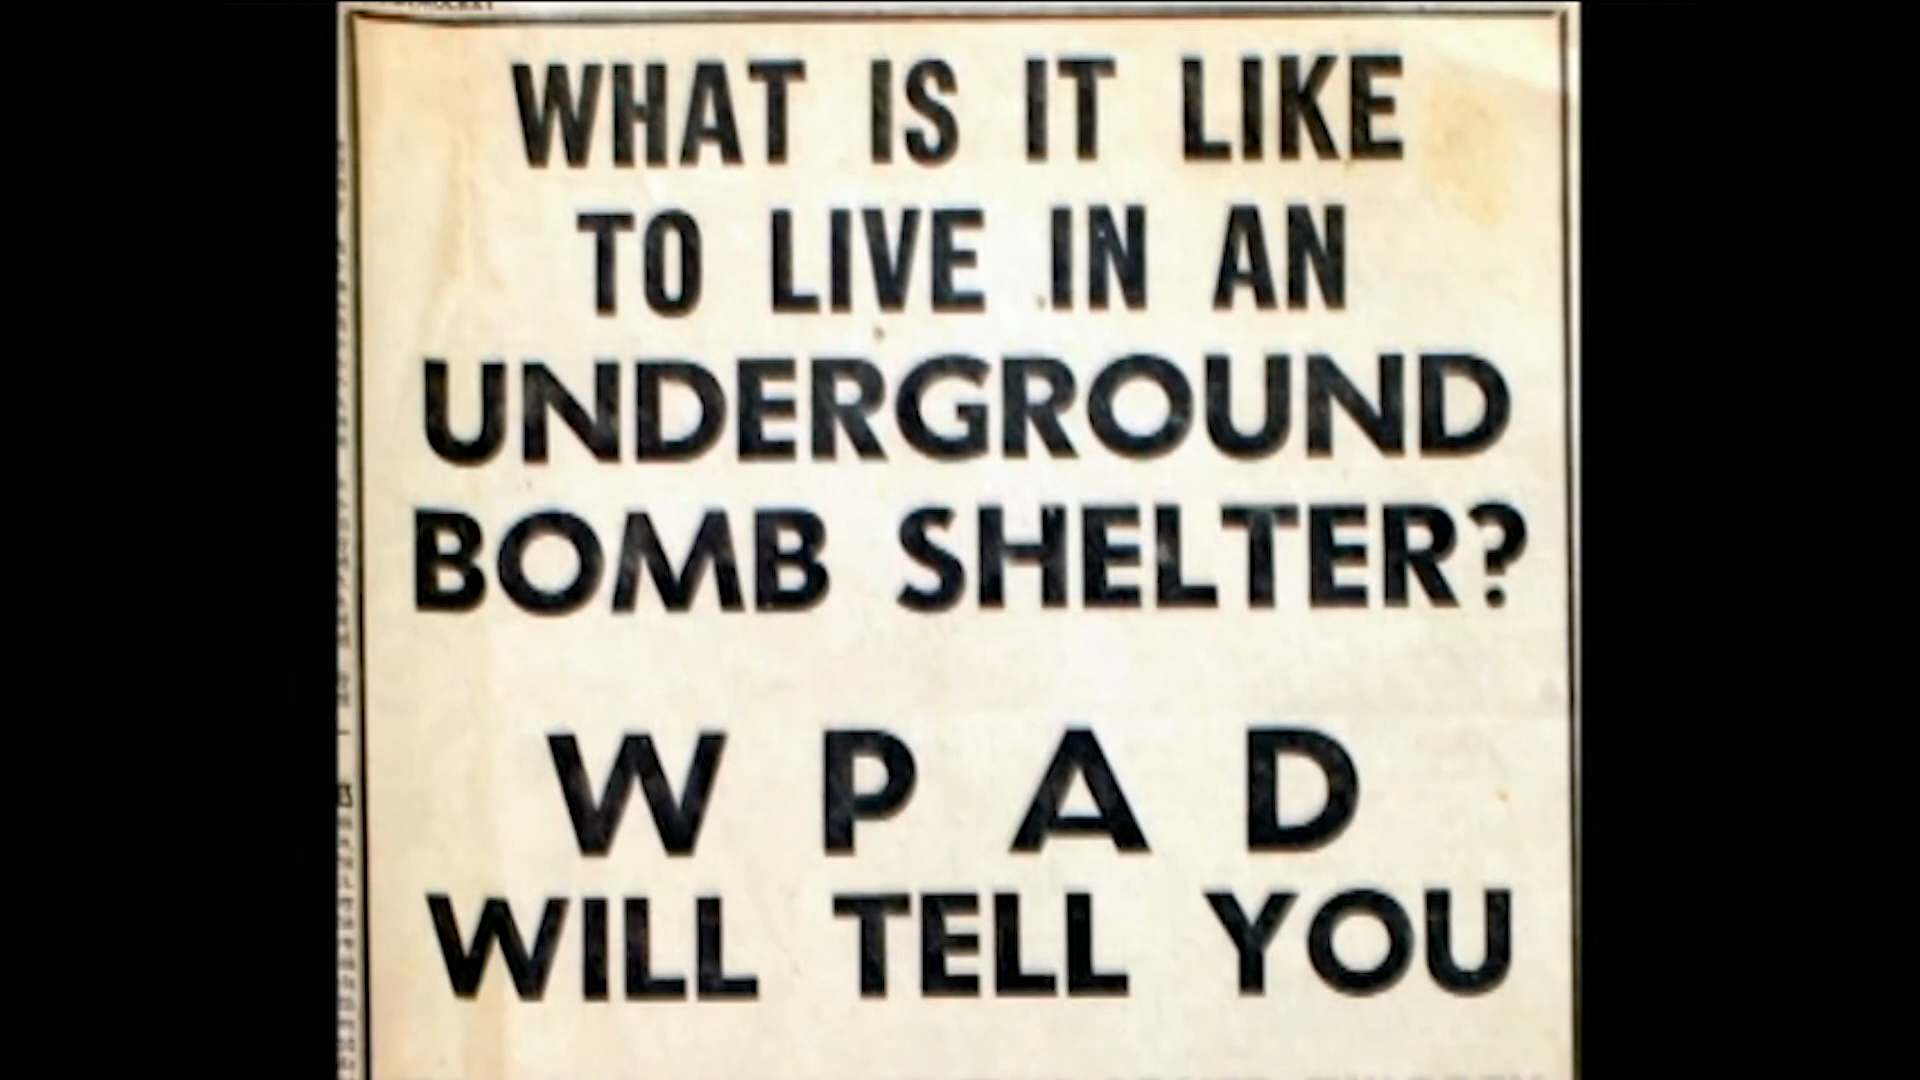 WHAT IS IT LIKE
TO LIVE IN AN
UNDERGROUND
BOMB SHELTER?
W P A D
WILL TELL YOU